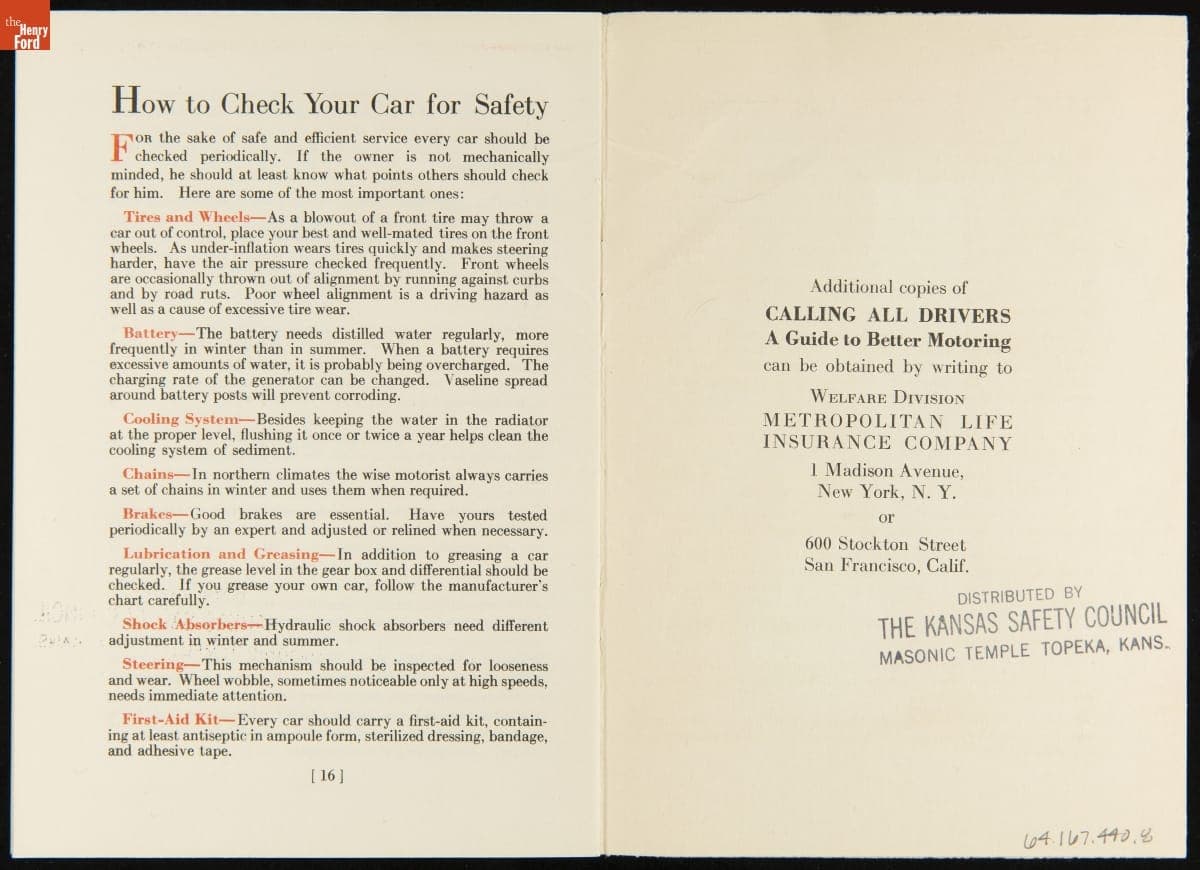 the
Henry
Ford
How to Check Your Car for Safety
FOR the sake of safe and efficient service every car should be
checked periodically. If the owner is not mechanically
minded, he should at least know what points others should check
for him. Here are some of the most important ones:
Tires and Wheels—As a blowout of a front tire may throw a
car out of control, place your best and well-mated tires on the front
wheels. As under-inflation wears tires quickly and makes steering
harder, have the air pressure checked frequently. Front wheels
are occasionally thrown out of alignment by running against curbs
and by road ruts. Poor wheel alignment is a driving hazard as
well as a cause of excessive tire wear.
Battery—The battery needs distilled water regularly, more
frequently in winter than in summer. When a battery requires
excessive amounts of water, it is probably being overcharged. The
charging rate of the generator can be changed. Vaseline spread
around battery posts will prevent corroding.
Cooling System—Besides keeping the water in the radiator
at the proper level, flushing it once or twice a year helps clean the
cooling system of sediment.
Chains—In northern climates the wise motorist always carries
a set of chains in winter and uses them when required.
Brakes—Good brakes are essential. Have yours tested
periodically by an expert and adjusted or relined when necessary.
Lubrication and Greasing—In addition to greasing a car
regularly, the grease level in the gear box and differential should be
checked. If you grease your own car, follow the manufacturer's
chart carefully.
Shock Absorbers—Hydraulic shock absorbers need different
adjustment in winter and summer.
Steering—This mechanism should be inspected for looseness
and wear. Wheel wobble, sometimes noticeable only at high speeds,
needs immediate attention.
First-Aid Kit—Every car should carry a first-aid kit, contain-
ing at least antiseptic in ampoule form, sterilized dressing, bandage,
and adhesive tape.
[ 16 ]
Additional copies of
CALLING ALL DRIVERS
A Guide to Better Motoring
can be obtained by writing to
WELFARE DIVISION
METROPOLITAN LIFE
INSURANCE COMPANY
1 Madison Avenue,
New York, N. Y.
or
600 Stockton Street
San Francisco, Calif.
DISTRIBUTED BY
THE KANSAS SAFETY COUNCIL
MASONIC TEMPLE TOPEKA, KANS.
64.167.440.8